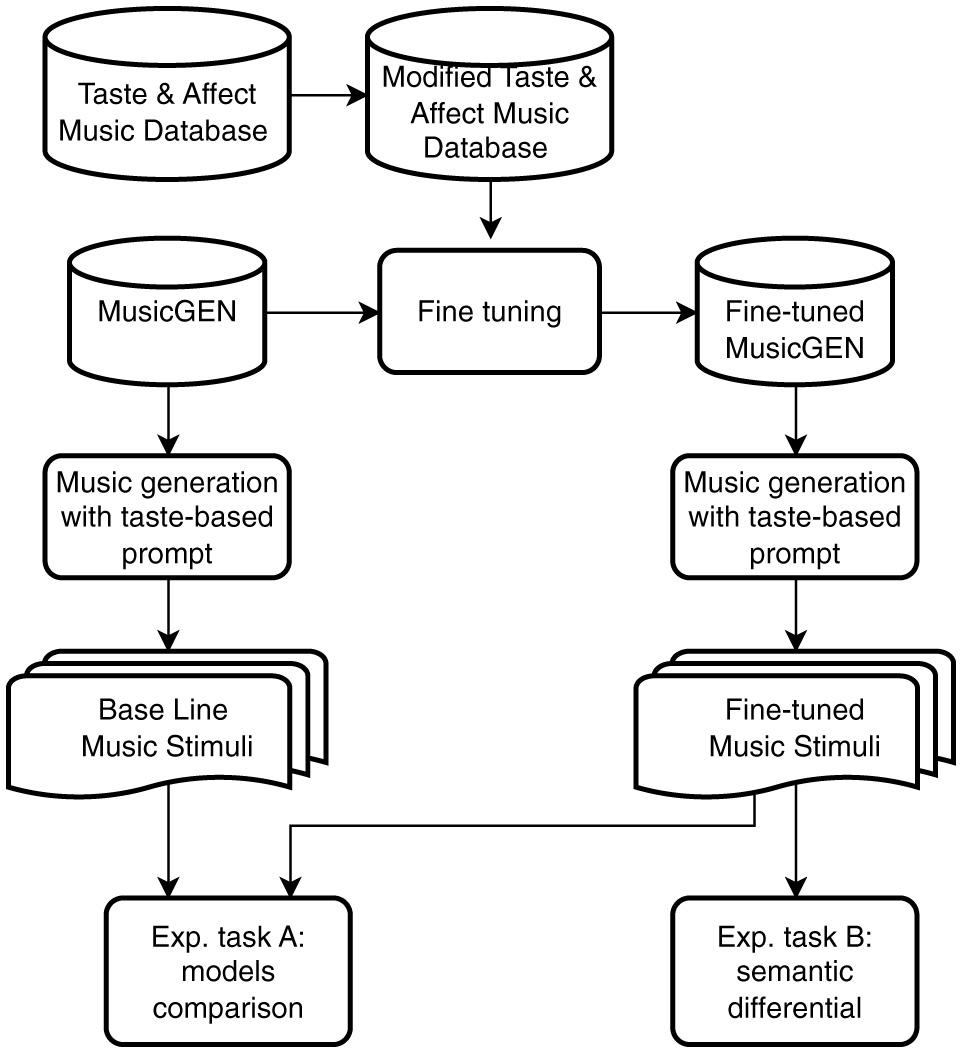 Taste & Affect
Music Database
Modified Taste &
Affect Music
Database
MusicGEN
Fine tuning
Fine-tuned
MusicGEN
Music generation
with taste-based
prompt
Music generation
with taste-based
prompt
Base Line
Music Stimuli
Fine-tuned
Music Stimuli
Exp. task A:
models
comparison
Exp. task B:
semantic
differential